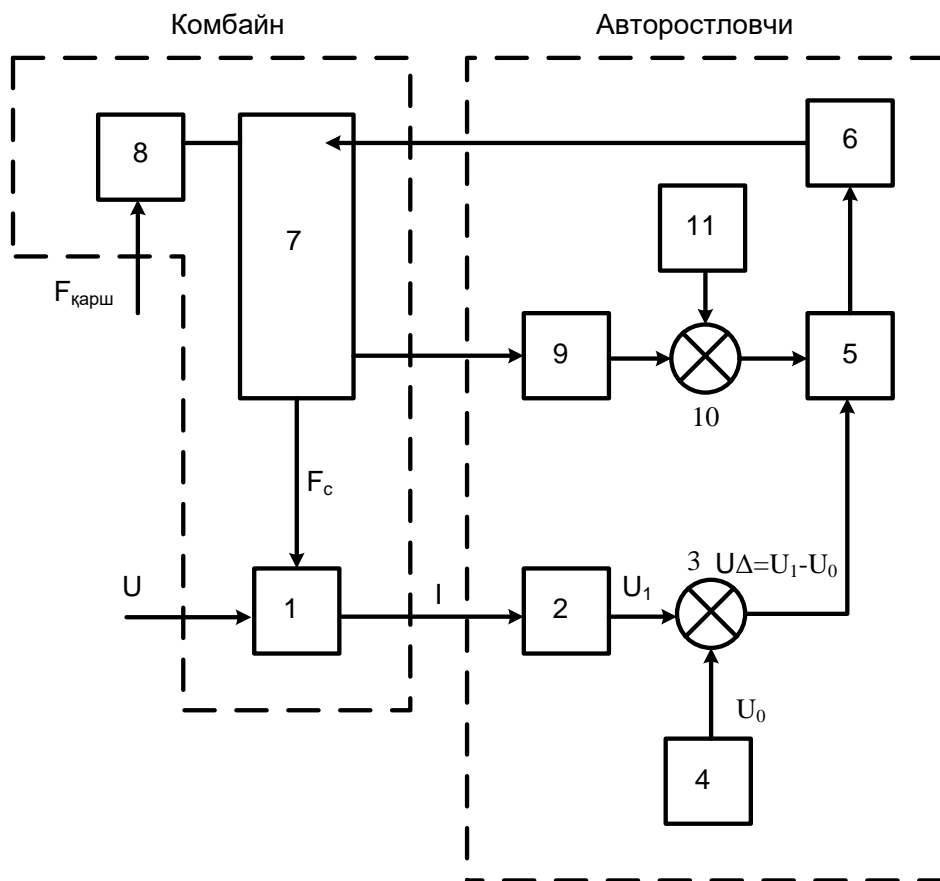 Комбайн
Авторостловчи
8
7
6
11
Fқарш
9
5
10
Fc
3
UΔ=U1-U0
U
1
I
2
U1
U0
4